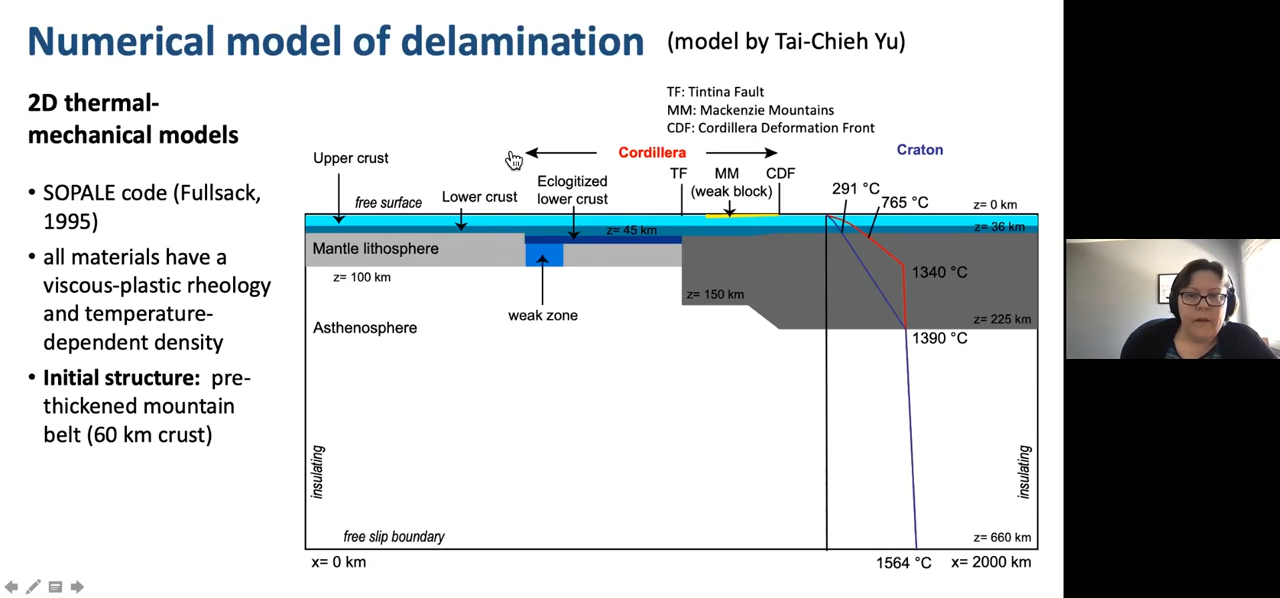 Numerical model of delamination (model by Tai-Chieh Yu)
2D thermal-
mechanical models
• SOPALE code (Fullsack,
1995)
• all materials have a
viscous-plastic rheology
and temperature-
dependent density
• Initial structure: pre-
thickened mountain
belt (60 km crust)
TF: Tintina Fault
MM: Mackenzie Mountains
CDF: Cordillera Deformation Front
Cordillera
Craton
Upper crust
TF
MM
CDF
(weak block)
Eclogitized
lower crust
Lower crust
free surface
291 °C
765 °C
z= 0 km
z= 36 km
z= 45 km
Mantle lithosphere
z= 100 km
1340 °C
z= 150 km
weak zone
z= 225 km
Asthenosphere
1390 °C
insulating
insulating
free slip boundary
z= 660 km
x= 0 km
1564 °C
x= 2000 km